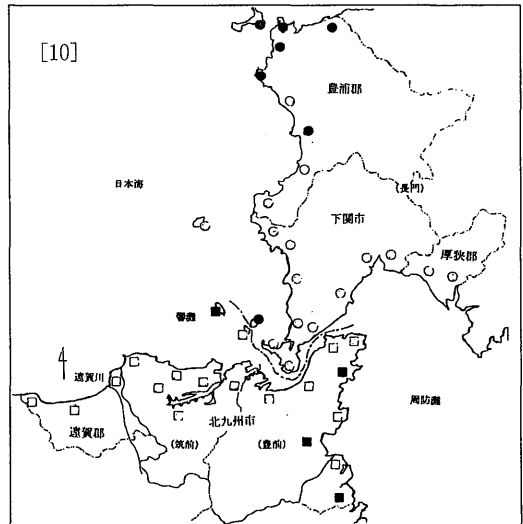 [10]
豊浦郡
日本海
(長門)
下関市
厚狭郡
響灘
遠賀川
周防灘
北九州市
遠賀郡
(筑前)
(豊前)